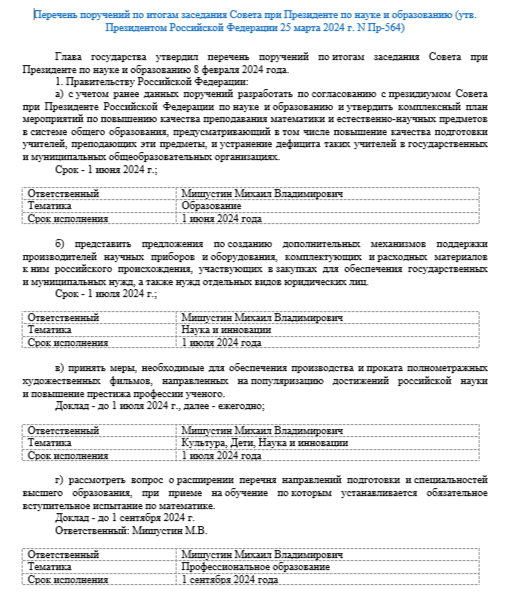 Перечень поручений по итогам заседания Совета при Президенте по науке и образованию (утв.
Президентом Российской Федерации 25 марта 2024 г. N Пр-564)
Глава государства утвердил перечень поручений по итогам заседания Совета при
Президенте по науке и образованию 8 февраля 2024 года.
1. Правительству Российской Федерации:
а) с учетом ранее данных поручений разработать по согласованию с президиумом Совета
при Президенте Российской Федерации по науке и образованию и утвердить комплексный план
мероприятий по повышению качества преподавания математики и естественно-научных предметов
в системе общего образования, предусматривающий в том числе повышение качества подготовки
учителей, преподающих эти предметы, и устранение дефицита таких учителей в государственных
и муниципальных общеобразовательных организациях.
Срок - 1 июня 2024 г.;
Ответственный Мишустин Михаил Владимирович
Тематика Образование
Срок исполнения 1 июня 2024 года
б) представить предложения по созданию дополнительных механизмов поддержки
производителей научных приборов и оборудования, комплектующих и расходных материалов
к ним российского происхождения, участвующих в закупках для обеспечения государственных
и муниципальных нужд, а также нужд отдельных видов юридических лиц.
Срок - 1 июля 2024 г.;
Ответственный Мишустин Михаил Владимирович
Тематика Наука и инновации
Срок исполнения 1 июля 2024 года
в) принять меры, необходимые для обеспечения производства и проката полнометражных
художественных фильмов, направленных на популяризацию достижений российской науки
и повышение престижа профессии ученого.
Доклад - до 1 июля 2024 г., далее - ежегодно;
Ответственный Мишустин Михаил Владимирович
Тематика Культура, Дети, Наука и инновации
Срок исполнения 1 июля 2024 года
г) рассмотреть вопрос о расширении перечня направлений подготовки и специальностей
высшего образования, при приеме на обучение по которым устанавливается обязательное
вступительное испытание по математике.
Доклад - до 1 сентября 2024 г.
Ответственный: Мишустин М.В.
Ответственный Мишустин Михаил Владимирович
Тематика Профессиональное образование
Срок исполнения 1 сентября 2024 года